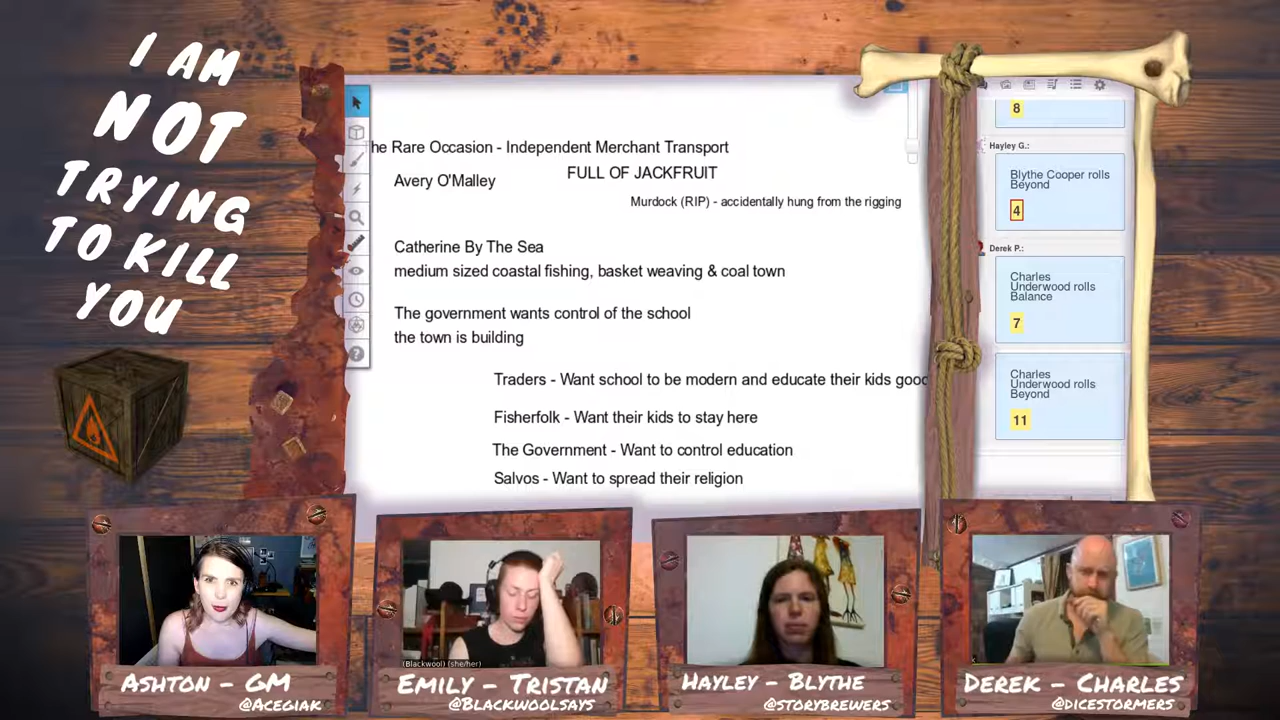 I AM
NOT
TRYING
TO KILL
YOU
he Rare Occasion - Independent Merchant Transport
FULL OF JACKFRUIT
Avery O'Malley
Murdock (RIP) - accidentally hung from the rigging
Catherine By The Sea
medium sized coastal fishing, basket weaving & coal town
The government wants control of the school
the town is building
Traders - Want school to be modern and educate their kids good
Fisherfolk - Want their kids to stay here
The Government - Want to control education
Salvos - Want to spread their religion
8
Hayley G.:
Blythe Cooper rolls
Beyond
4
Derek P.:
Charles
Underwood rolls
Balance
7
Charles
Underwood rolls
Beyond
11
(Blackwool) (she/her)
ASHTON - GM
@ACEGIAK
EMILY - TRISTAN
@BLACKWOOLSAYS
HAYLEY - BLYTHE
@STORYBREWERS
DEREK - CHARLES
@DICESTORMERS